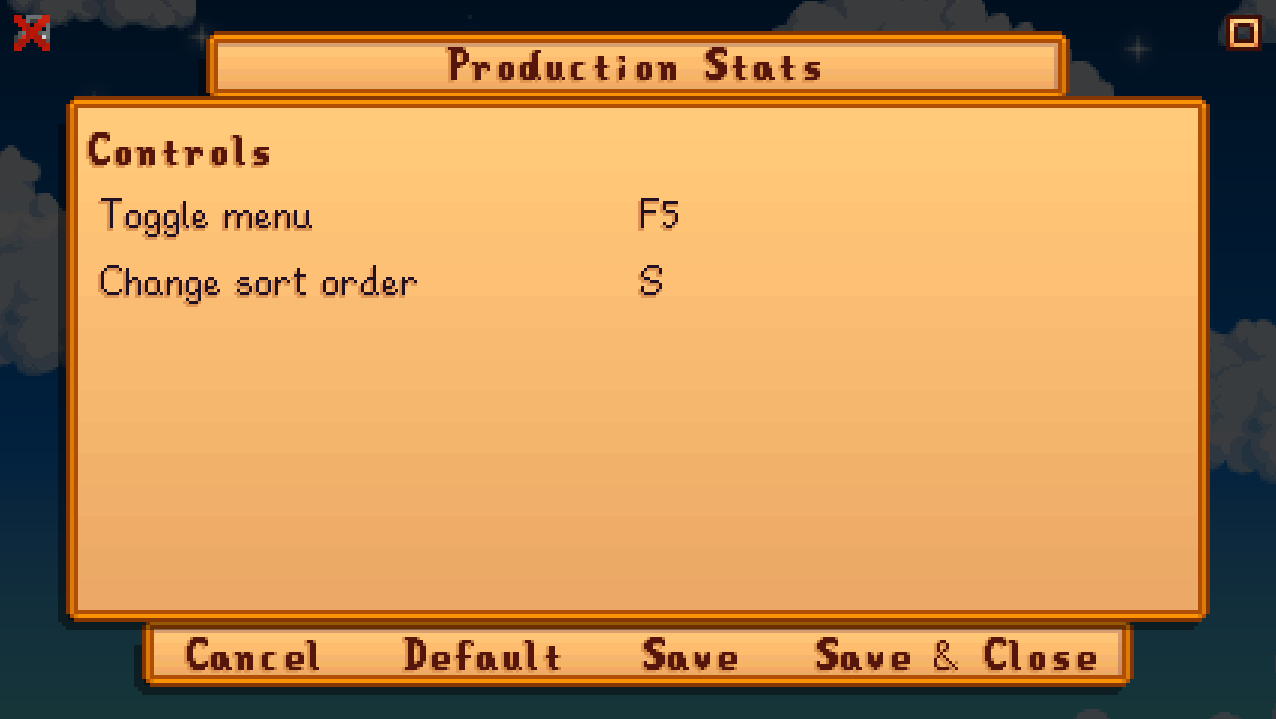 Production Stats
Controls
Toggle menu F5
Change sort order S
Cancel Default Save Save & Close